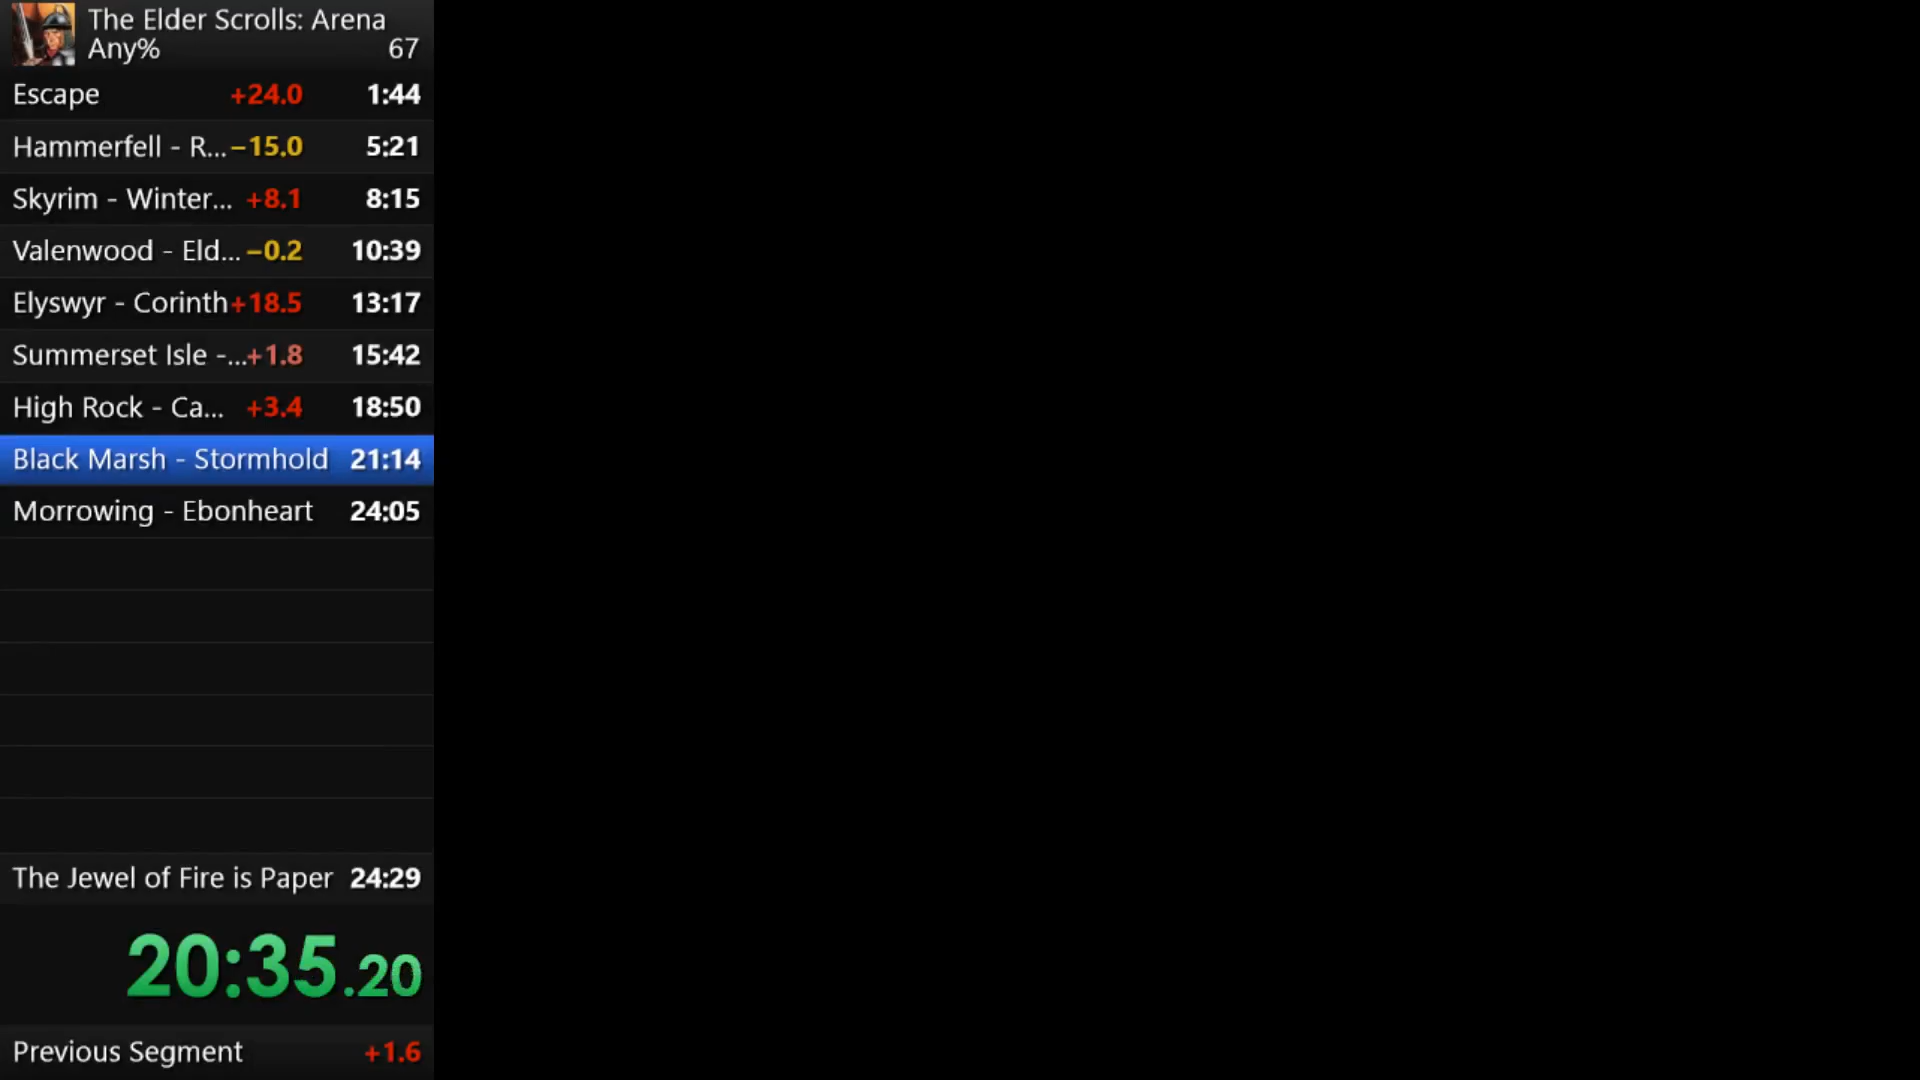 The Elder Scrolls: Arena
Any% 67
Escape +24.0 1:44
Hammerfell - R... −15.0 5:21
Skyrim - Winter... +8.1 8:15
Valenwood - Eld... −0.2 10:39
Elyswyr - Corinth +18.5 13:17
Summerset Isle -... +1.8 15:42
High Rock - Ca... +3.4 18:50
Black Marsh - Stormhold 21:14
Morrowing - Ebonheart 24:05
The Jewel of Fire is Paper 24:29
20:35.20
Previous Segment +1.6